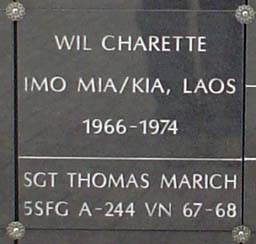 WIL CHARETTE
IMO MIA/KIA, LAOS
1966-1974
SGT THOMAS MARICH
5SFG A-244 VN 67-68